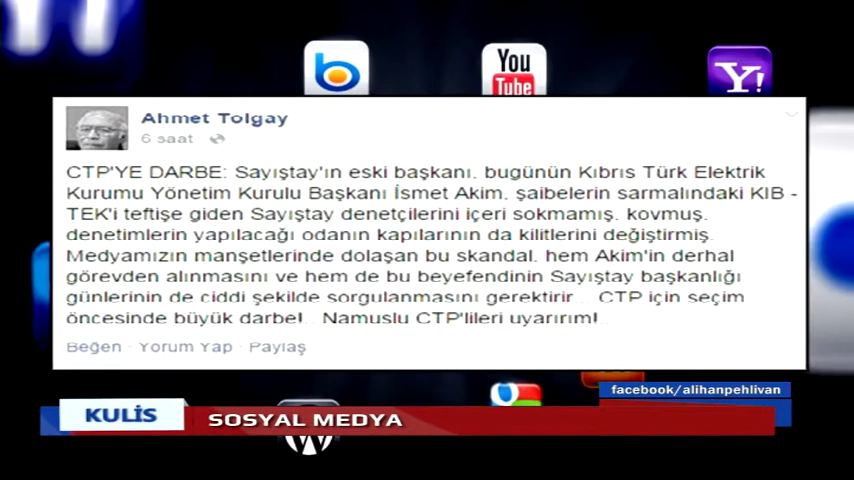 You
Tube
Y!
Ahmet Tolgay
6 saat
CTP'YE DARBE: Sayıştay'ın eski başkanı, bugünün Kıbrıs Türk Elektrik
Kurumu Yönetim Kurulu Başkanı İsmet Akim, şaibelerin sarmalındaki KIB -
TEK'i teftişe giden Sayıştay denetçilerini içeri sokmamış, kovmuş,
denetimlerin yapılacağı odanın kapılarının da kilitlerini değiştirmiş.
Medyamızın manşetlerinde dolaşan bu skandal, hem Akim'in derhal
görevden alınmasını ve hem de bu beyefendinin Sayıştay başkanlığı
günlerinin de ciddi şekilde sorgulanmasını gerektirir... CTP için seçim
öncesinde büyük darbe!.. Namuslu CTP'lileri uyarırım!..
Beğen · Yorum Yap · Paylaş
facebook/alihanpehlivan
KULİS
SOSYAL MEDYA